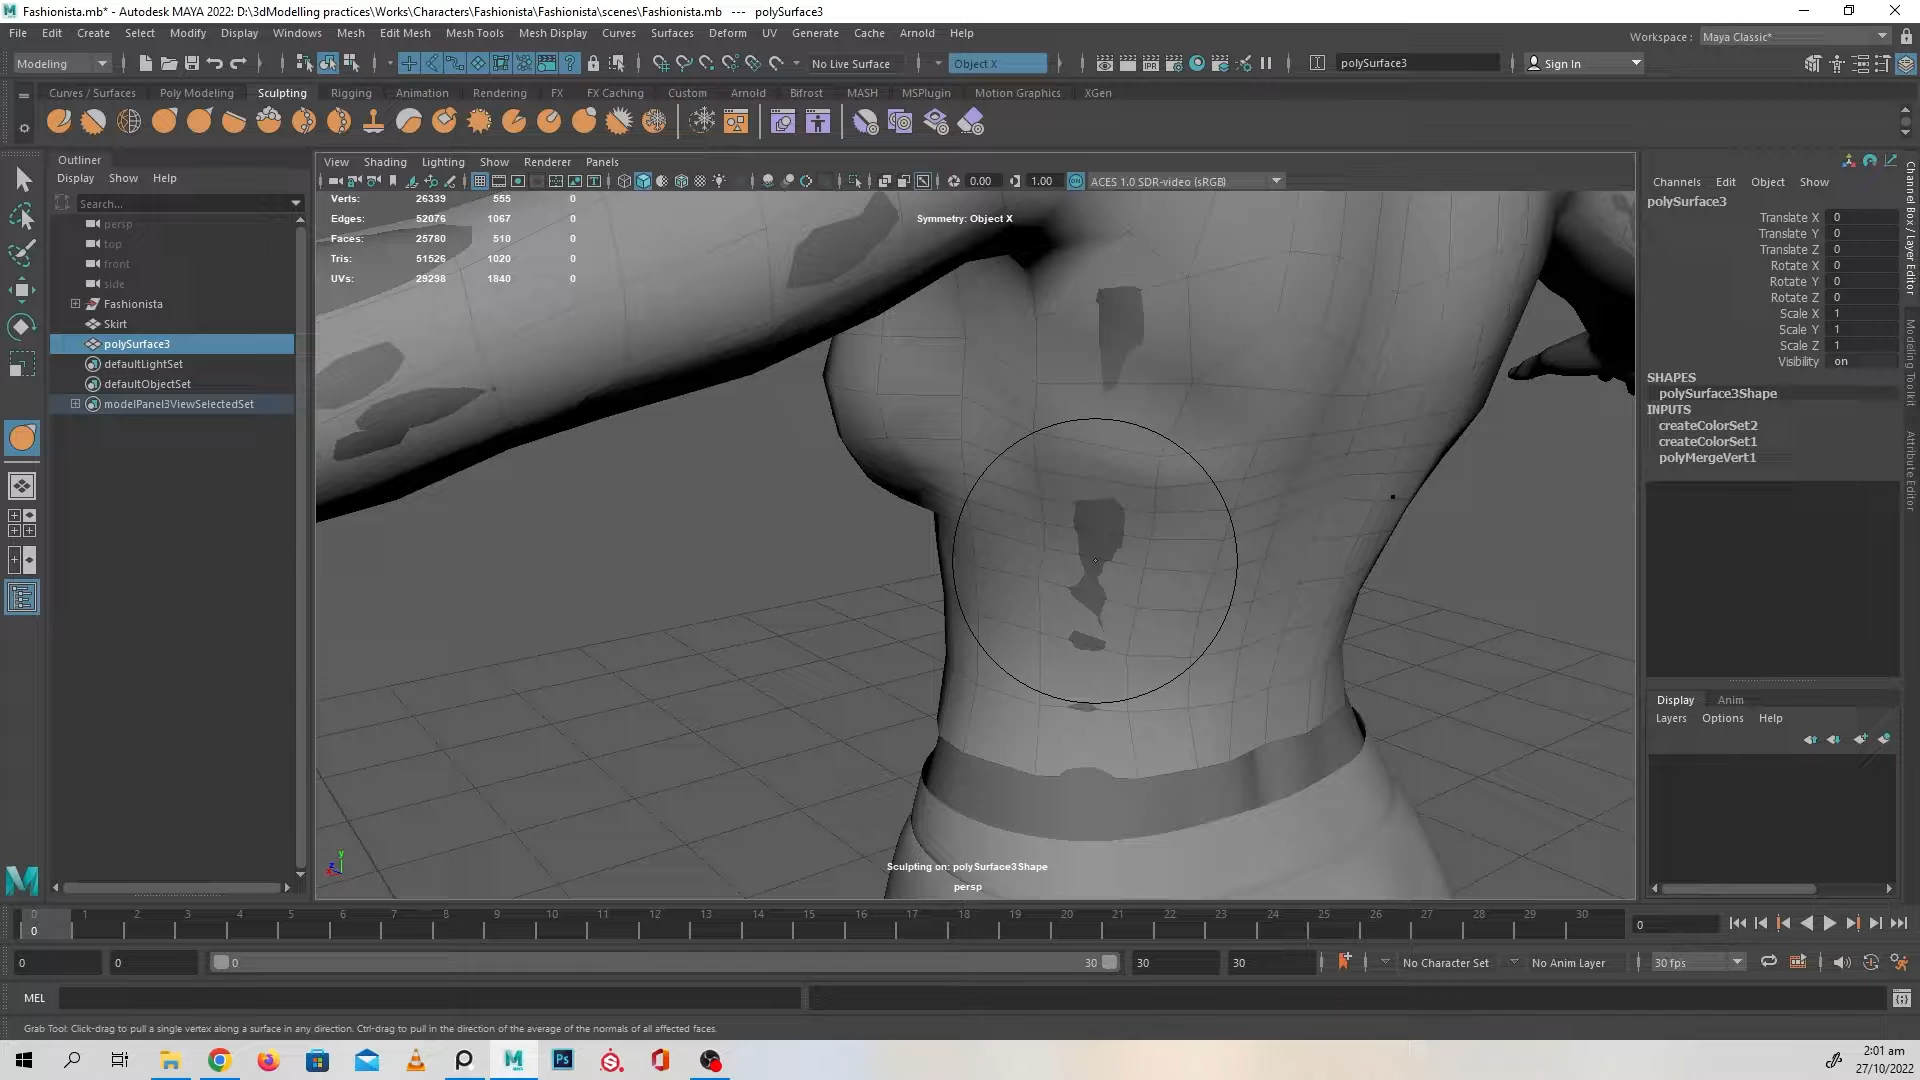 Fashionista.mb* - Autodesk MAYA 2022: D:\3dModelling practices\Works\Characters\Fashionista\Fashionista\scenes\Fashionista.mb --- polySurface3
File Edit Create Select Modify Display Windows Mesh Edit Mesh Mesh Tools Mesh Display Curves Surfaces Deform UV Generate Cache Arnold Help
Workspace : Maya Classic*
Modeling
No Live Surface
Object X
IPR
polySurface3
Sign In
Curves / Surfaces Poly Modeling Sculpting Rigging Animation Rendering FX FX Caching Custom Arnold Bifrost MASH MSPlugin Motion Graphics XGen
Outliner
Display Show Help
Search...
persp
top
front
side
Fashionista
Skirt
polySurface3
defaultLightSet
defaultObjectSet
modelPanel3ViewSelectedSet
View Shading Lighting Show Renderer Panels
0.00 1.00 ACES 1.0 SDR-video (sRGB)
Verts: 26339 555 0
Edges: 52076 1067 0
Faces: 25780 510 0
Tris: 51526 1020 0
UVs: 29298 1840 0
Symmetry: Object X
Sculpting on: polySurface3Shape
persp
Channels Edit Object Show
polySurface3
Translate X 0
Translate Y 0
Translate Z 0
Rotate X 0
Rotate Y 0
Rotate Z 0
Scale X 1
Scale Y 1
Scale Z 1
Visibility on
SHAPES
polySurface3Shape
INPUTS
createColorSet2
createColorSet1
polyMergeVert1
Channel Box / Layer Editor
Modeling Toolkit
Attribute Editor
Display Anim
Layers Options Help
0 1 2 3 4 5 6 7 8 9 10 11 12 13 14 15 16 17 18 19 20 21 22 23 24 25 26 27 28 29 30
0
0
0 0 0 30 30 30 No Character Set No Anim Layer 30 fps
MEL
Grab Tool: Click-drag to pull a single vertex along a surface in any direction. Ctrl-drag to pull in the direction of the average of the normals of all affected faces.
2:01 am
27/10/2022